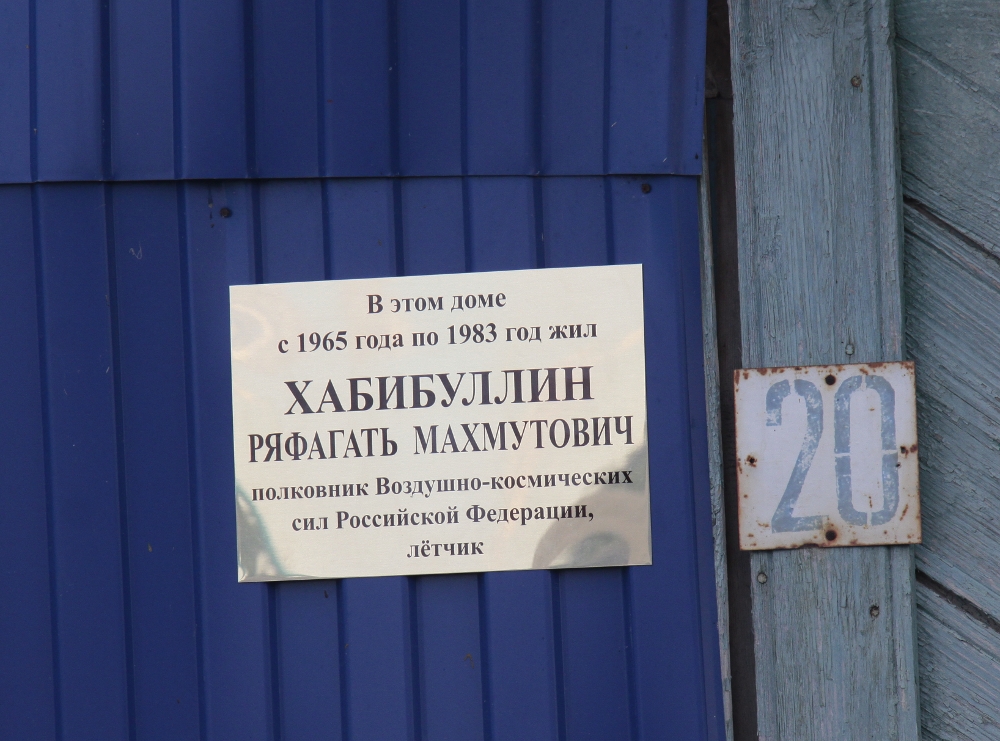 В этом доме
с 1965 года по 1983 год жил
ХАБИБУЛЛИН
РЯФАГАТЬ МАХМУТОВИЧ
полковник Воздушно-космических
сил Российской Федерации,
лётчик
20